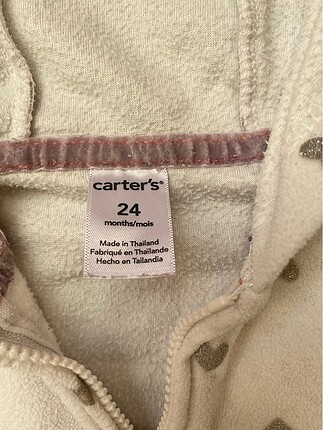 carter's®
24
months/mois
Made in Thailand
Fabriqué en Thaïlande
Hecho en Tailandia